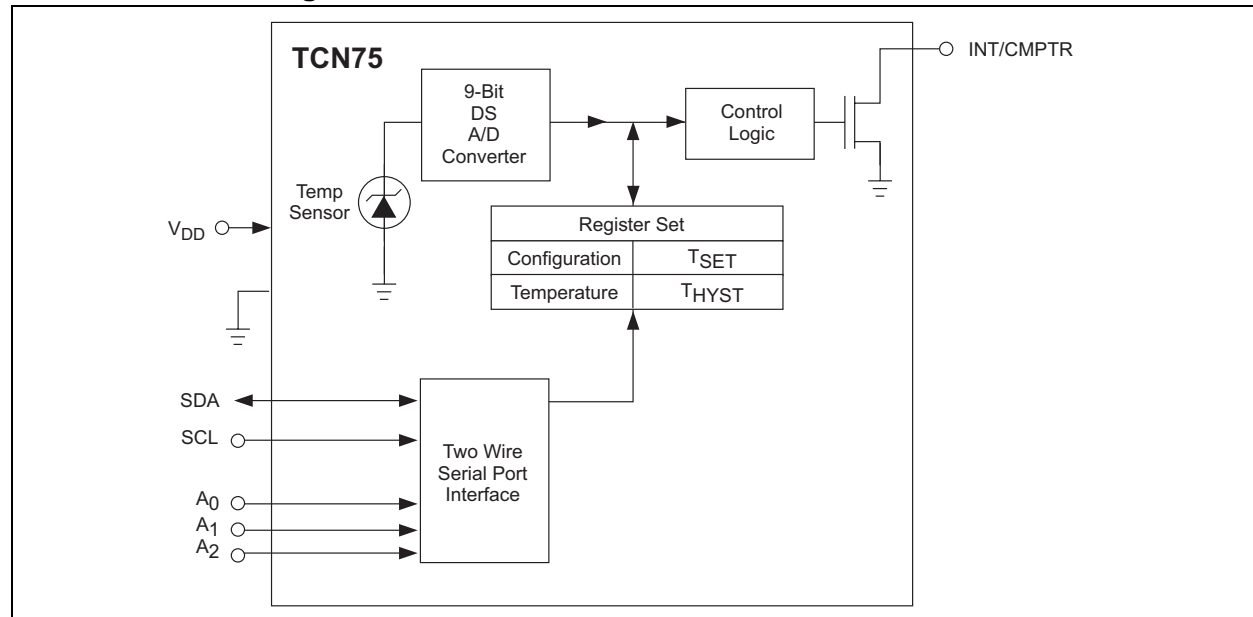 TCN75
INT/CMPTR
9-Bit
DS
A/D
Converter
Control
Logic
Temp
Sensor
VDD
Register Set
Configuration TSET
Temperature THYST
SDA
SCL
A0
A1
A2
Two Wire
Serial Port
Interface